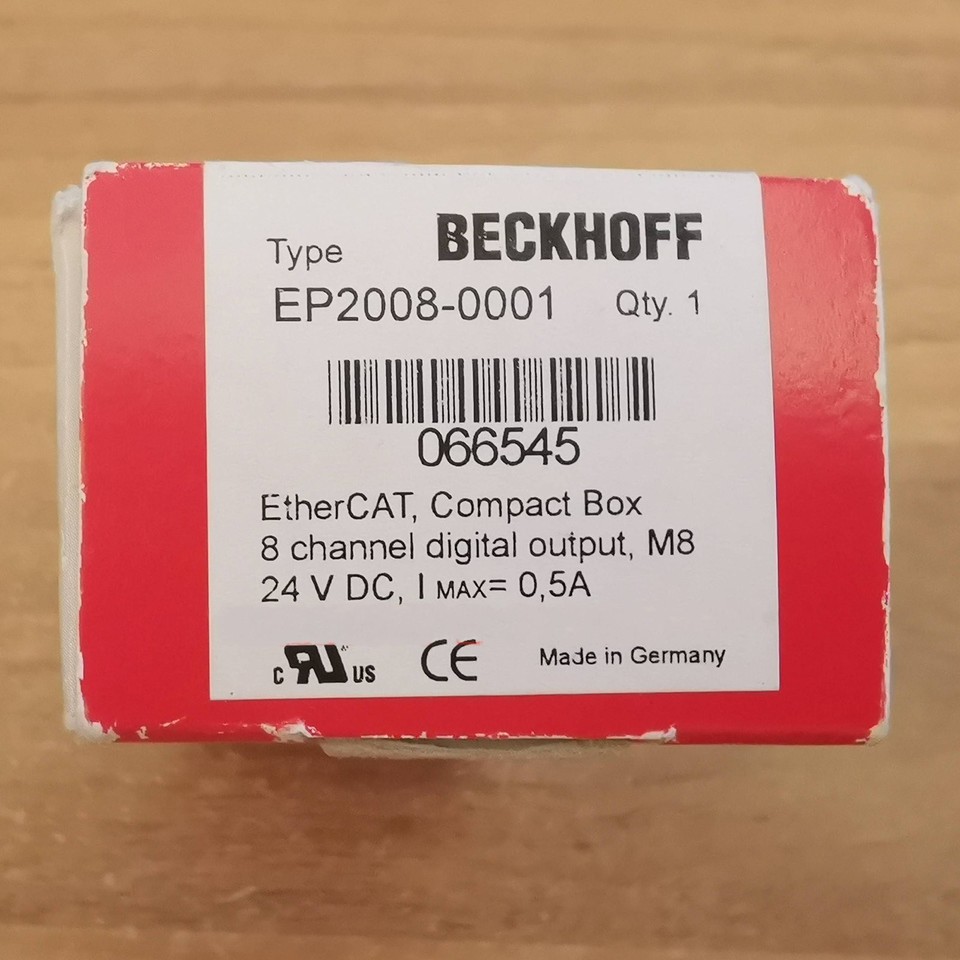 BECKHOFF
Type
EP2008-0001 Qty. 1
066545
EtherCAT, Compact Box
8 channel digital output, M8
24 V DC, I MAX= 0,5A
c RU US CE Made in Germany